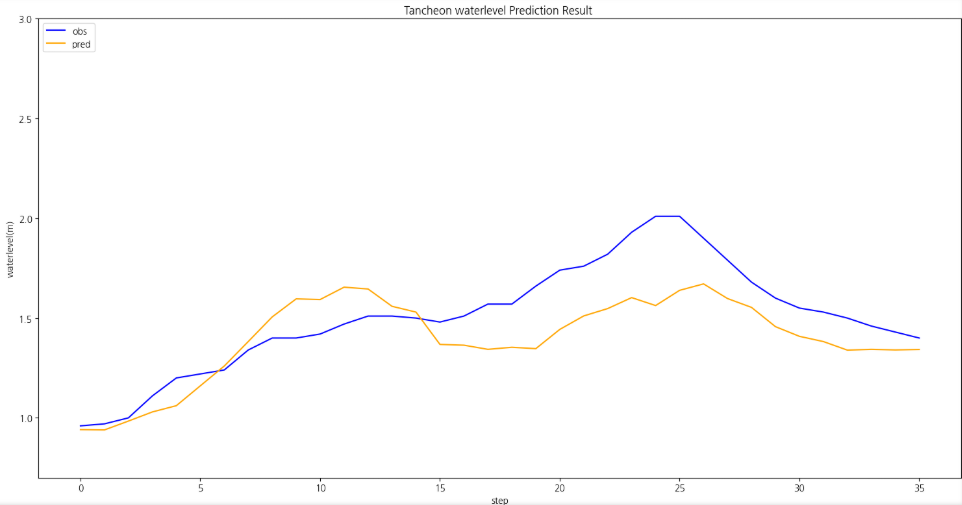 Tancheon waterlevel Prediction Result
obs
pred
3.0
2.5
2.0
1.5
1.0
waterlevel(m)
0 5 10 15 20 25 30 35
step